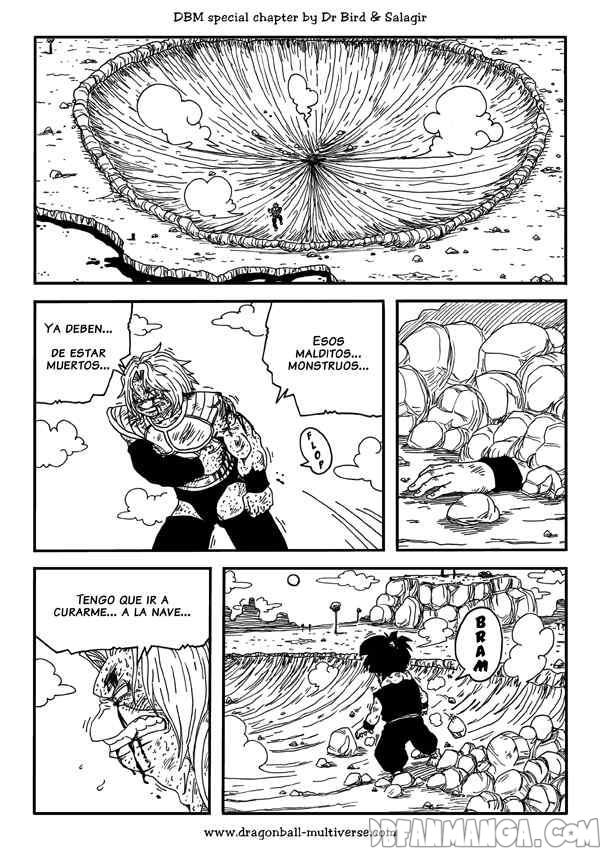 DBM special chapter by Dr Bird & Salagir
Ya deben...
de estar
muertos...
Esos
malditos...
monstruos...
FLOP
Tengo que ir a
curarme... a la nave...
BRAM
www.dragonball-multiverse.com
DBFANMANGA.COM